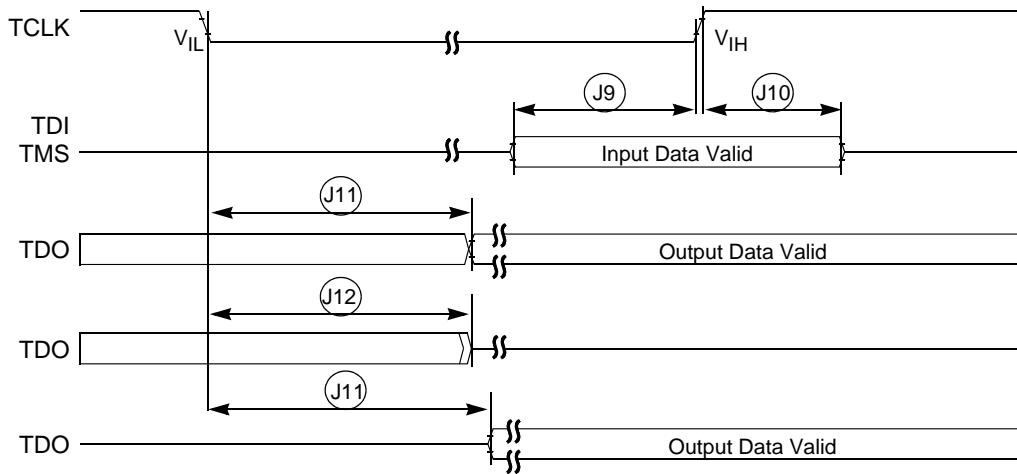 TCLK
VIL
VIH
J9
J10
TDI
TMS
Input Data Valid
J11
TDO
Output Data Valid
J12
TDO
J11
TDO
Output Data Valid